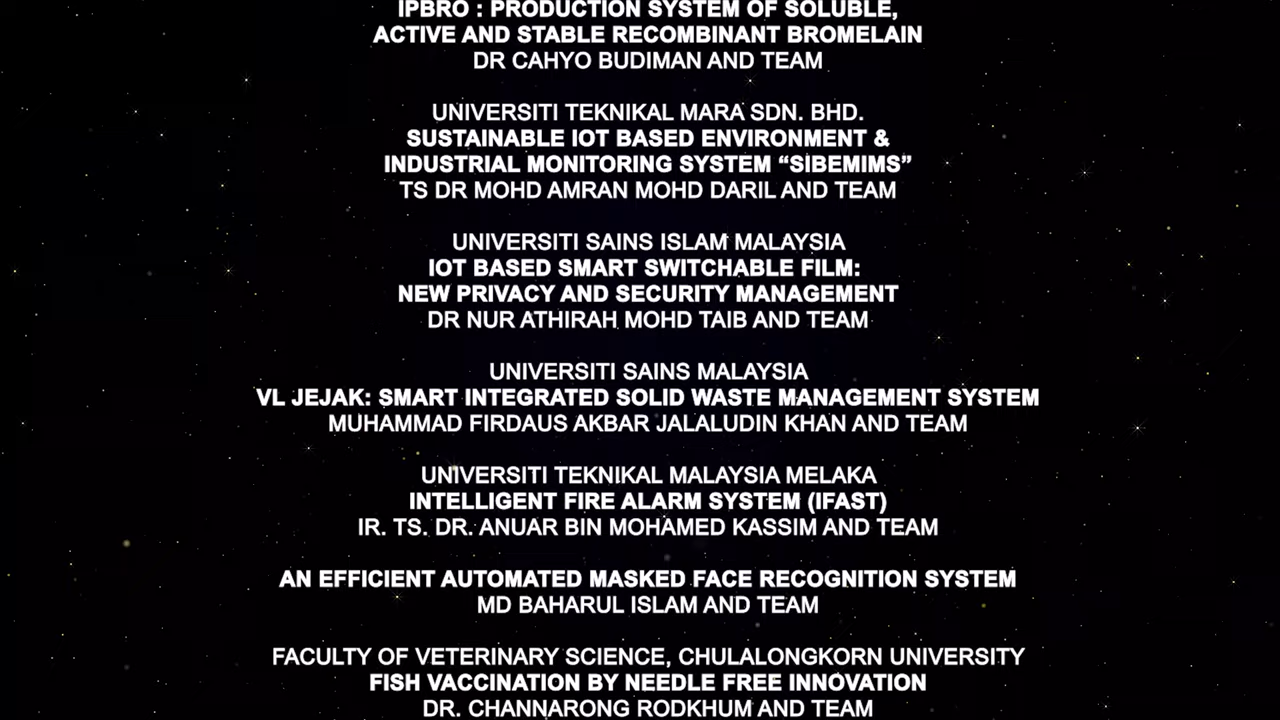 IPBRO : PRODUCTION SYSTEM OF SOLUBLE,
ACTIVE AND STABLE RECOMBINANT BROMELAIN
DR CAHYO BUDIMAN AND TEAM
UNIVERSITI TEKNIKAL MARA SDN. BHD.
SUSTAINABLE IOT BASED ENVIRONMENT &
INDUSTRIAL MONITORING SYSTEM “SIBEMIMS”
TS DR MOHD AMRAN MOHD DARIL AND TEAM
UNIVERSITI SAINS ISLAM MALAYSIA
IOT BASED SMART SWITCHABLE FILM:
NEW PRIVACY AND SECURITY MANAGEMENT
DR NUR ATHIRAH MOHD TAIB AND TEAM
UNIVERSITI SAINS MALAYSIA
VL JEJAK: SMART INTEGRATED SOLID WASTE MANAGEMENT SYSTEM
MUHAMMAD FIRDAUS AKBAR JALALUDIN KHAN AND TEAM
UNIVERSITI TEKNIKAL MALAYSIA MELAKA
INTELLIGENT FIRE ALARM SYSTEM (IFAST)
IR. TS. DR. ANUAR BIN MOHAMED KASSIM AND TEAM
AN EFFICIENT AUTOMATED MASKED FACE RECOGNITION SYSTEM
MD BAHARUL ISLAM AND TEAM
FACULTY OF VETERINARY SCIENCE, CHULALONGKORN UNIVERSITY
FISH VACCINATION BY NEEDLE FREE INNOVATION
DR. CHANNARONG RODKHUM AND TEAM